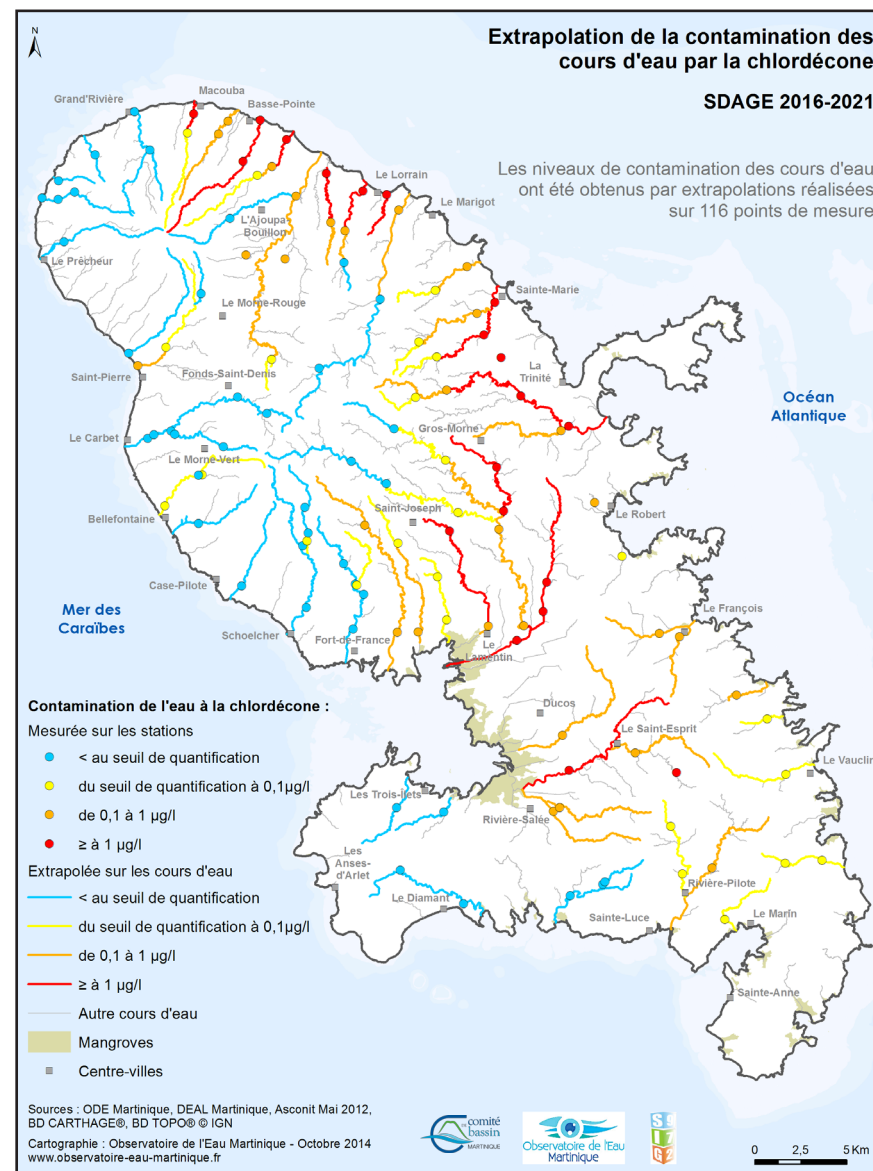 N
Extrapolation de la contamination des
cours d'eau par la chlordécone
SDAGE 2016-2021
Les niveaux de contamination des cours d'eau
ont été obtenus par extrapolations réalisées
sur 116 points de mesure
Macouba
Grand'Rivière
Basse-Pointe
Le Lorrain
Le Marigot
L'Ajoupa-
Bouillon
Le Prêcheur
Sainte-Marie
Le Morne-Rouge
La
Trinité
Saint-Pierre
Fonds-Saint-Denis
Océan
Atlantique
Le Carbet
Gros-Morne
Le Morne-Vert
Bellefontaine
Saint-Joseph
Le Robert
Case-Pilote
Mer des
Caraïbes
Le François
Schoelcher
Fort-de-France
Le
Lamentin
Ducos
Le Saint-Esprit
Le Vauclin
Les Trois-Îlets
Rivière-Salée
Les
Anses-
d'Arlet
Le Diamant
Rivière-Pilote
Sainte-Luce
Le Marin
Sainte-Anne
Contamination de l'eau à la chlordécone :
Mesurée sur les stations
< au seuil de quantification
du seuil de quantification à 0,1µg/l
de 0,1 à 1 µg/l
≥ à 1 µg/l
Extrapolée sur les cours d'eau
< au seuil de quantification
du seuil de quantification à 0,1µg/l
de 0,1 à 1 µg/l
≥ à 1 µg/l
Autre cours d'eau
Mangroves
Centre-villes
Sources : ODE Martinique, DEAL Martinique, Asconit Mai 2012,
BD CARTHAGE®, BD TOPO® © IGN
Cartographie : Observatoire de l'Eau Martinique - Octobre 2014
www.observatoire-eau-martinique.fr
comité
bassin
MARTINIQUE
Observatoire de l'Eau
Martinique
0 2,5 5 Km